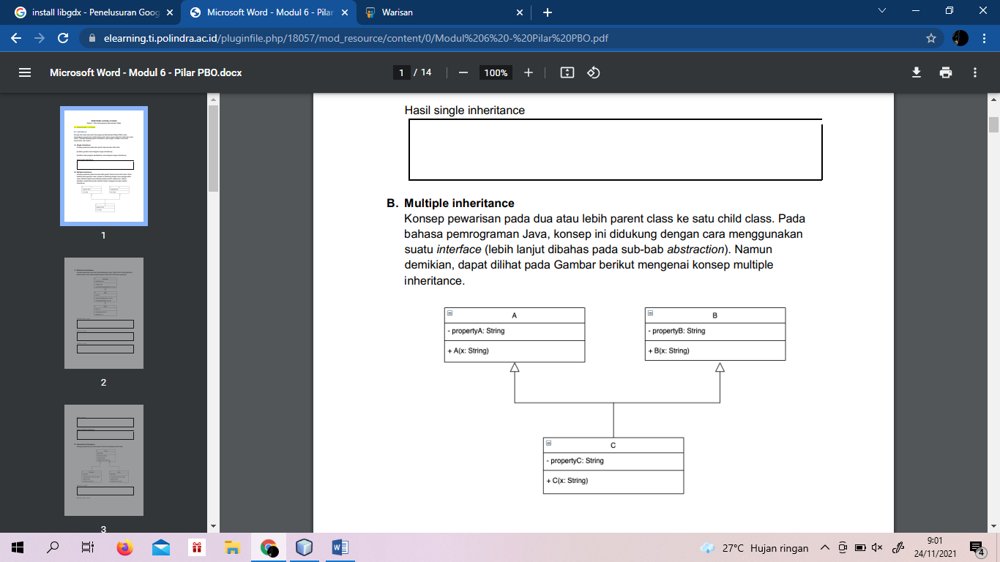 install libgdx - Penelusuran Goog
Microsoft Word - Modul 6 - Pilar
Warisan
elearning.ti.polindra.ac.id/pluginfile.php/18057/mod_resource/content/0/Modul%206%20-%20Pilar%20PBO.pdf
Microsoft Word - Modul 6 - Pilar PBO.docx
1 / 14
100%
Hasil single inheritance
B. Multiple inheritance
Konsep pewarisan pada dua atau lebih parent class ke satu child class. Pada
bahasa pemrograman Java, konsep ini didukung dengan cara menggunakan
suatu interface (lebih lanjut dibahas pada sub-bab abstraction). Namun
demikian, dapat dilihat pada Gambar berikut mengenai konsep multiple
inheritance.
A
- propertyA: String
+ A(x: String)
B
- propertyB: String
+ B(x: String)
C
- propertyC: String
+ C(x: String)
1
2
3
27°C Hujan ringan
9:01
24/11/2021
4